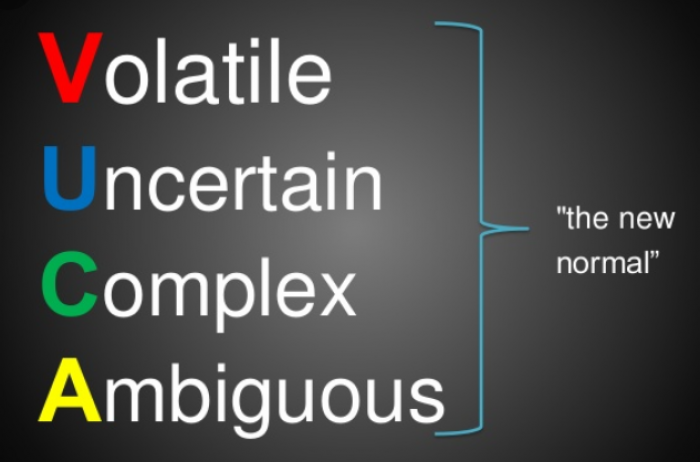 Volatile
Uncertain
Complex
Ambiguous
"the new
normal”